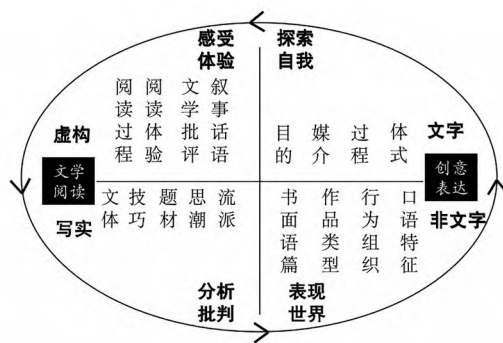 感受
体验
探索
自我
阅读过程
阅读体验
文学批评
叙事话语
目的
媒介
过程
体式
虚构
文字
文学
阅读
创意
表达
写实
非文字
文体
技巧
题材
思潮
流派
书面语篇
作品类型
行为组织
口语特征
分析
批判
表现
世界